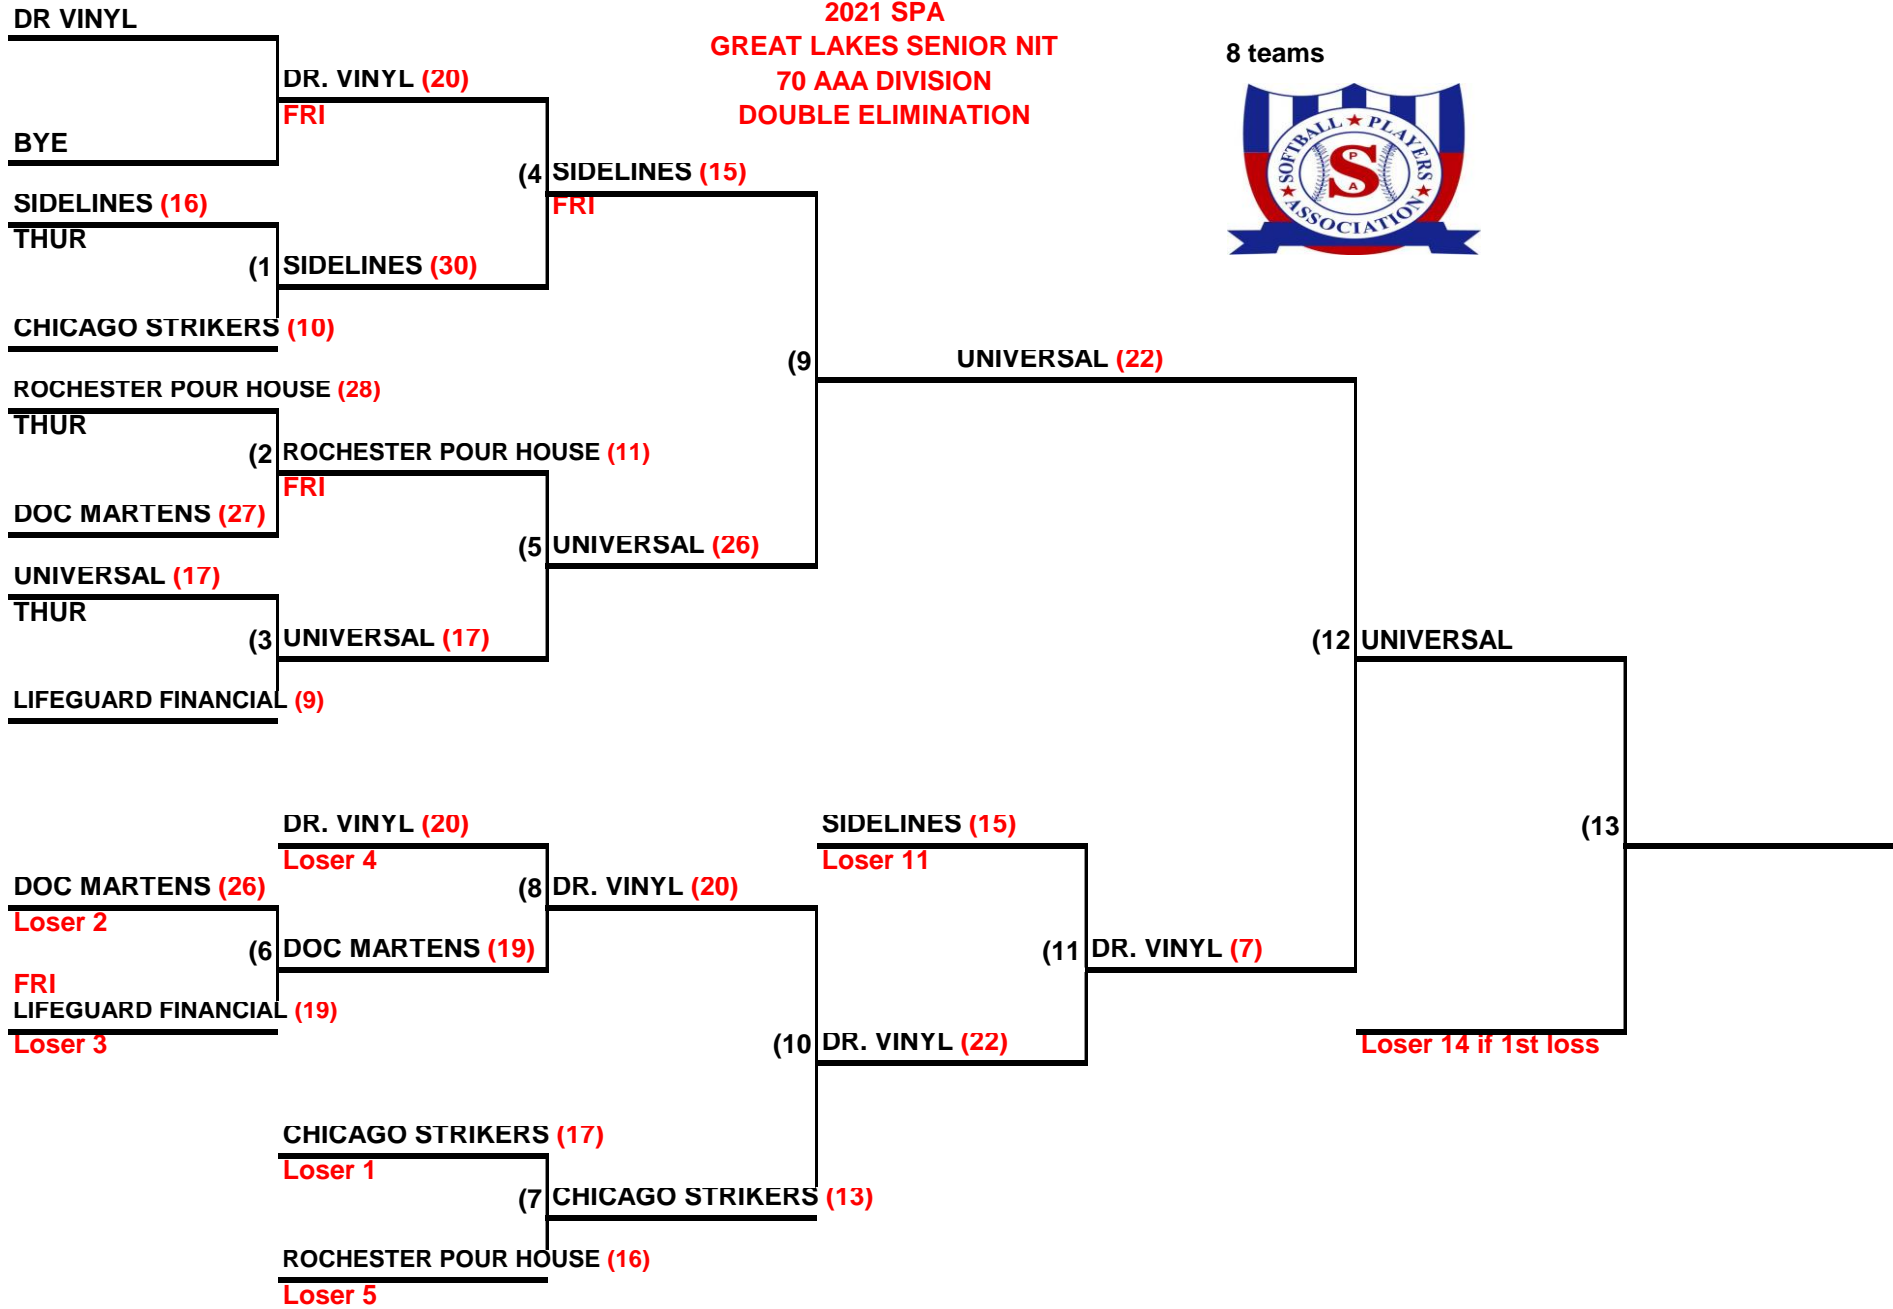 DR VINYL
2021 SPA
GREAT LAKES SENIOR NIT
70 AAA DIVISION
DOUBLE ELIMINATION
8 teams
SOFTBALL ★ PLAYERS
★ ASSOCIATION ★
S
P
A
DR. VINYL (20)
FRI
BYE
(4 SIDELINES (15)
FRI
SIDELINES (16)
THUR
(1 SIDELINES (30)
CHICAGO STRIKERS (10)
(9 UNIVERSAL (22)
ROCHESTER POUR HOUSE (28)
THUR
(2 ROCHESTER POUR HOUSE (11)
FRI
DOC MARTENS (27)
(5 UNIVERSAL (26)
UNIVERSAL (17)
THUR
(3 UNIVERSAL (17)
(12 UNIVERSAL
LIFEGUARD FINANCIAL (9)
DR. VINYL (20)
Loser 4
SIDELINES (15)
Loser 11
(13
DOC MARTENS (26)
Loser 2
(8 DR. VINYL (20)
(6 DOC MARTENS (19)
(11 DR. VINYL (7)
FRI
LIFEGUARD FINANCIAL (19)
Loser 3
(10 DR. VINYL (22)
Loser 14 if 1st loss
CHICAGO STRIKERS (17)
Loser 1
(7 CHICAGO STRIKERS (13)
ROCHESTER POUR HOUSE (16)
Loser 5